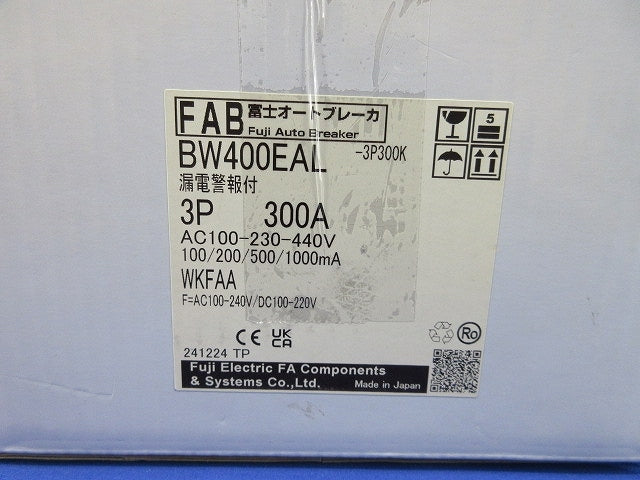 FAB 富士オートブレーカ
Fuji Auto Breaker
BW400EAL -3P300K
漏電警報付
3P 300A
AC100-230-440V
100/200/500/1000mA
WKFAA
F=AC100-240V/DC100-220V
CE UK CA
241224 TP
Fuji Electric FA Components
& Systems Co.,Ltd. Made in Japan
5
Ro